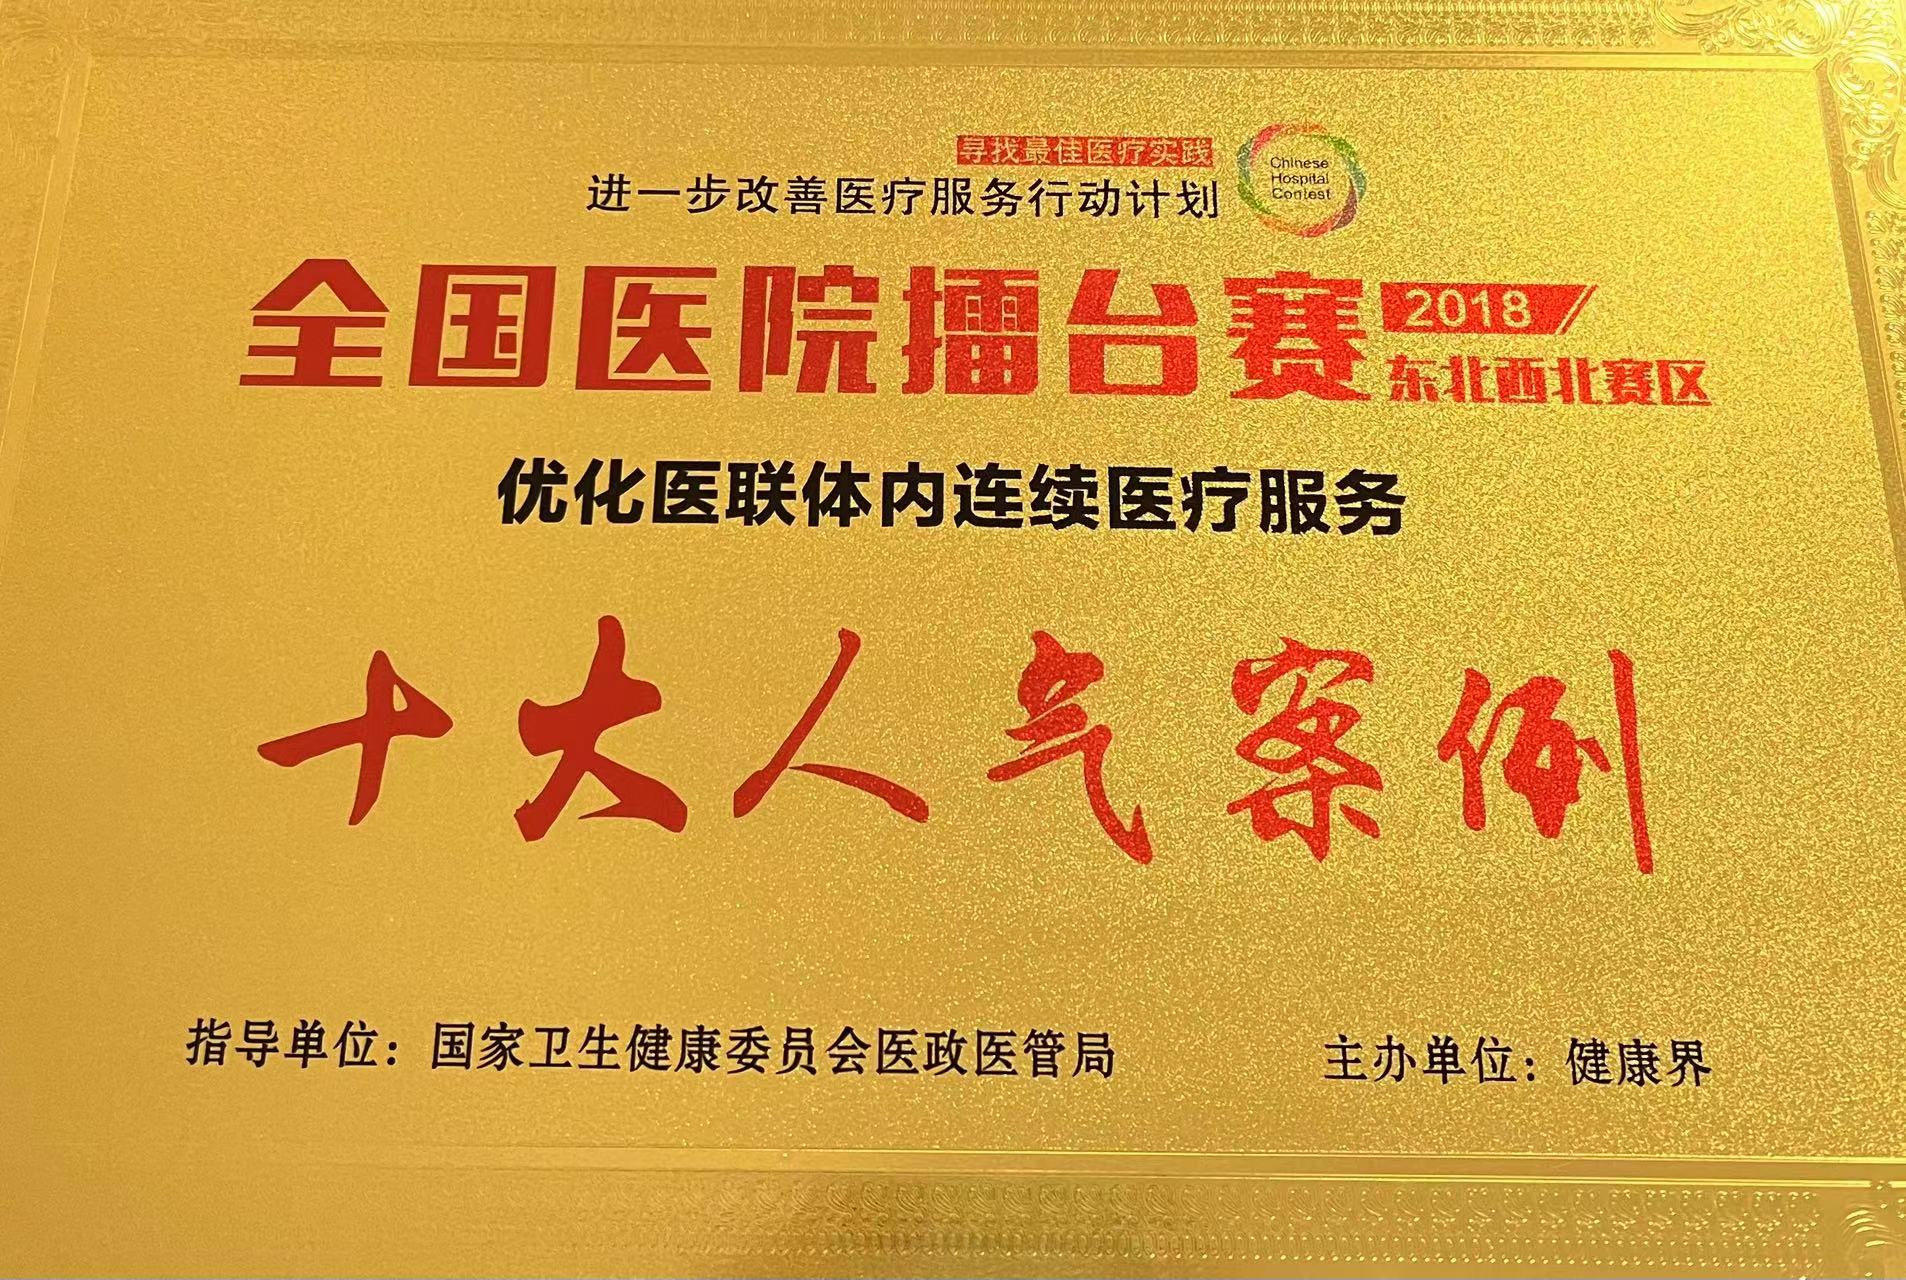 寻找最佳医疗实践
进一步改善医疗服务行动计划
Chinese
Hospital
Contest
全国医院擂台赛
2018
东北西北赛区
优化医联体内连续医疗服务
十大人气案例
指导单位：国家卫生健康委员会医政医管局
主办单位：健康界